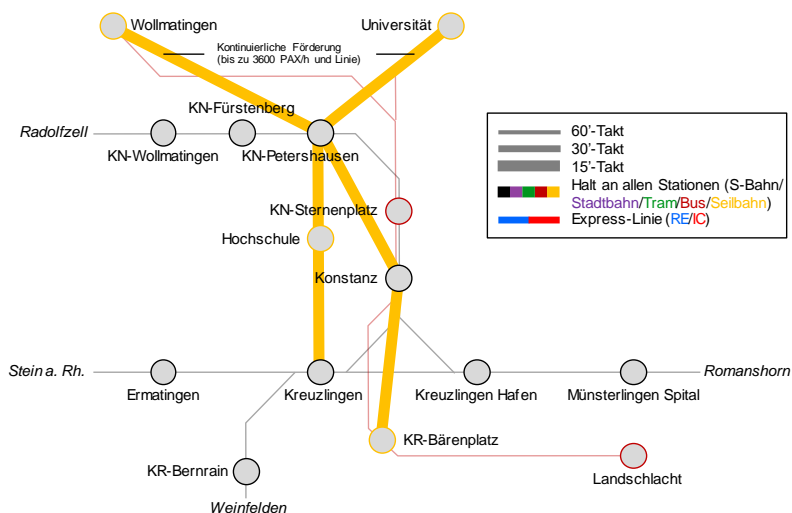 Wollmatingen
Universität
Kontinuierliche Förderung
(bis zu 3600 PAX/h und Linie)
KN-Fürstenberg
Radolfzell
KN-Wollmatingen
KN-Petershausen
60'-Takt
30'-Takt
15'-Takt
Halt an allen Stationen (S-Bahn/
Stadtbahn/Tram/Bus/Seilbahn)
Express-Linie (RE/IC)
KN-Sternenplatz
Hochschule
Konstanz
Stein a. Rh.
Romanshorn
Ermatingen
Kreuzlingen
Kreuzlingen Hafen
Münsterlingen Spital
KR-Bärenplatz
KR-Bernrain
Landschlacht
Weinfelden